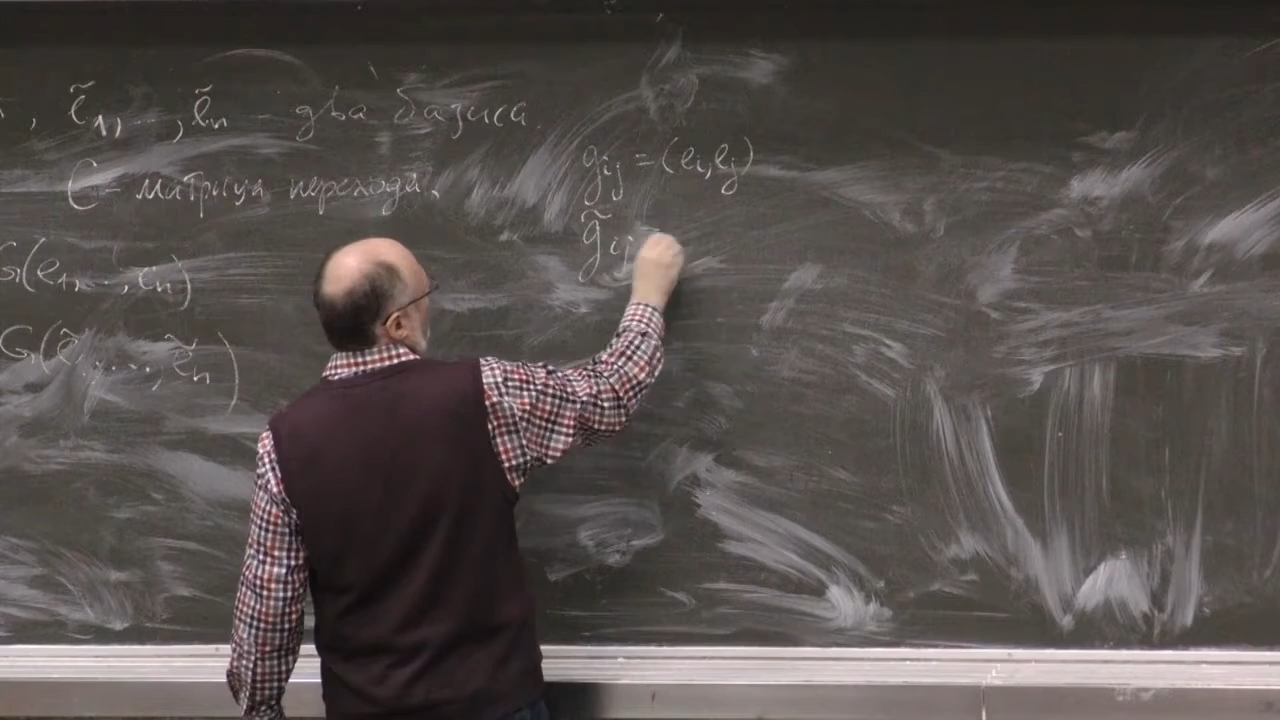 , ẽ₁, ..., ẽₙ - два базиса
C - матрица перехода.
G(e₁, ..., eₙ)
G(ẽ₁, ..., ẽₙ)
gᵢⱼ = (eᵢ, eⱼ)
g̃ᵢⱼ =